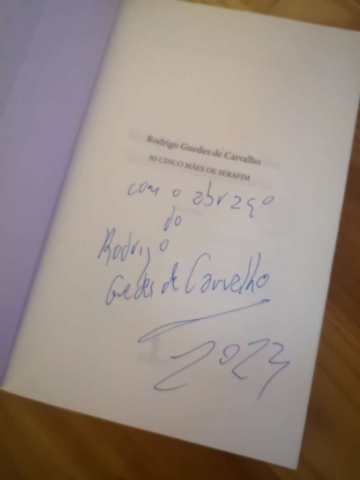 Rodrigo Guedes de Carvalho
AS CINCO MÃES DE SERAFIM
com o abraço
do
Rodrigo
Guedes de Carvalho
2023